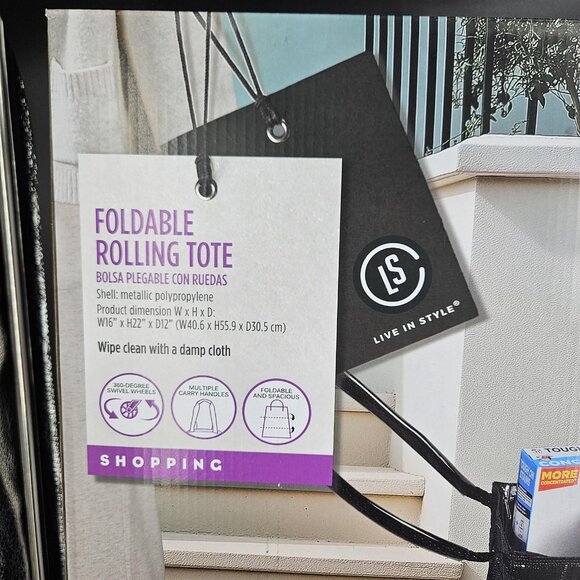 FOLDABLE
ROLLING TOTE
BOLSA PLEGABLE CON RUEDAS
Shell: metallic polypropylene
Product dimension W x H x D:
W16" x H22" x D12" (W40.6 x H55.9 x D30.5 cm)
Wipe clean with a damp cloth
360-DEGREE
SWIVEL WHEELS
MULTIPLE
CARRY HANDLES
FOLDABLE
AND SPACIOUS
SHOPPING
LS
LIVE IN STYLE®
TOUGH
CONC
MORE
CONCENTRATED